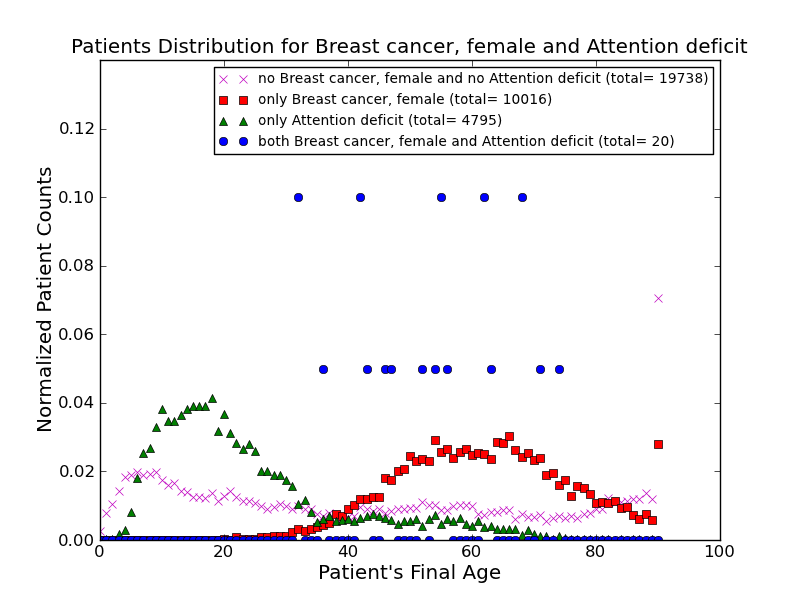 Patients Distribution for Breast cancer, female and Attention deficit
no Breast cancer, female and no Attention deficit (total= 19738)
only Breast cancer, female (total= 10016)
only Attention deficit (total= 4795)
both Breast cancer, female and Attention deficit (total= 20)
Normalized Patient Counts
0.12
0.10
0.08
0.06
0.04
0.02
0.00
0 20 40 60 80 100
Patient's Final Age